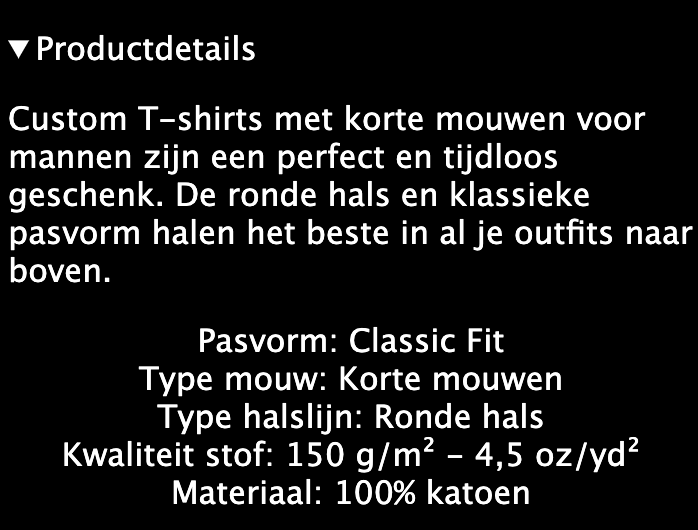 ▼ Productdetails
Custom T-shirts met korte mouwen voor
mannen zijn een perfect en tijdloos
geschenk. De ronde hals en klassieke
pasvorm halen het beste in al je outfits naar
boven.
Pasvorm: Classic Fit
Type mouw: Korte mouwen
Type halslijn: Ronde hals
Kwaliteit stof: 150 g/m² - 4,5 oz/yd²
Materiaal: 100% katoen